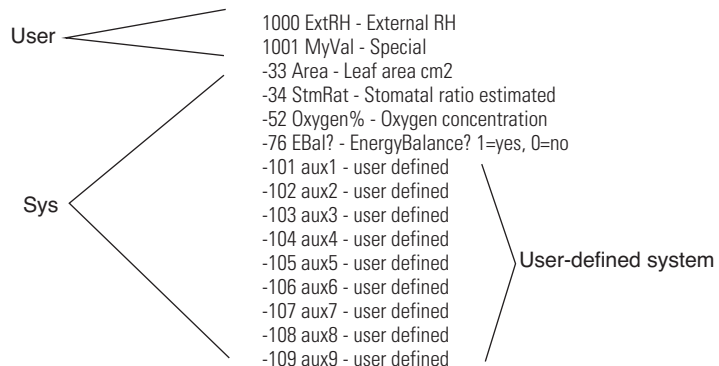 User
1000 ExtRH - External RH
1001 MyVal - Special
-33 Area - Leaf area cm2
-34 StmRat - Stomatal ratio estimated
-52 Oxygen% - Oxygen concentration
-76 EBal? - EnergyBalance? 1=yes, 0=no
-101 aux1 - user defined
-102 aux2 - user defined
Sys
-103 aux3 - user defined
-104 aux4 - user defined
-105 aux5 - user defined
User-defined system
-106 aux6 - user defined
-107 aux7 - user defined
-108 aux8 - user defined
-109 aux9 - user defined